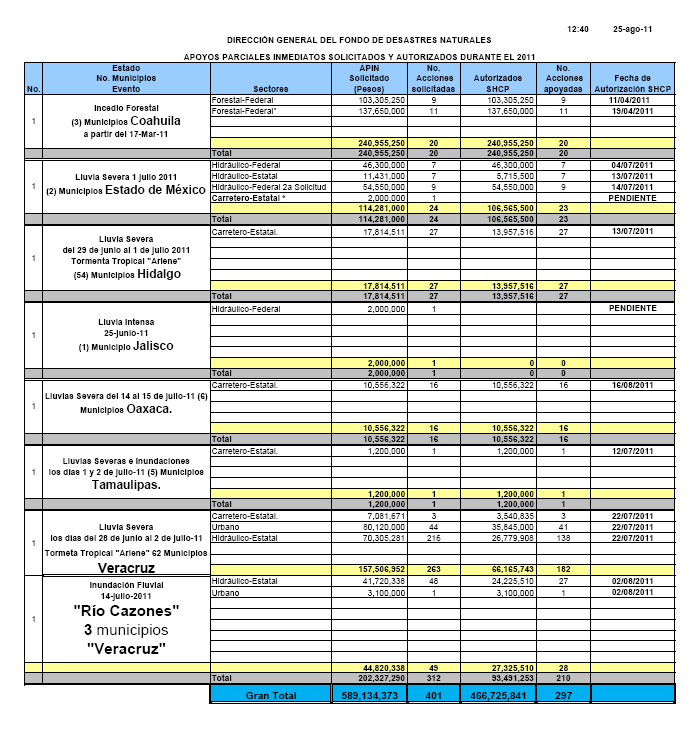 12:40 25-ago-11
DIRECCIÓN GENERAL DEL FONDO DE DESASTRES NATURALES
APOYOS PARCIALES INMEDIATOS SOLICITADOS Y AUTORIZADOS DURANTE EL 2011
No. Estado No. Municipios Evento Sectores APIN Solicitado (Pesos) No. Acciones solicitadas Autorizados SHCP No. Acciones apoyadas Fecha de Autorización SHCP
1 Incedio Forestal
(3) Municipios Coahuila
a partir del 17-Mar-11
Forestal-Federal 103,305,250 9 103,305,250 9 11/04/2011
Forestal-Federal* 137,650,000 11 137,650,000 11 19/04/2011
240,955,250 20 240,955,250 20
Total 240,955,250 20 240,955,250 20
1 Lluvia Severa 1 julio 2011
(2) Municipios Estado de México
Hidráulico-Federal 46,300,000 7 46,300,000 7 04/07/2011
Hidráulico-Estatal 11,431,000 7 5,715,500 7 13/07/2011
Hidráulico-Federal 2a Solicitud 54,550,000 9 54,550,000 9 14/07/2011
Carretero-Estatal * 2,000,000 1 PENDIENTE
114,281,000 24 106,565,500 23
Total 114,281,000 24 106,565,500 23
1 Lluvia Severa
del 29 de junio al 1 de julio 2011
Tormenta Tropical "Arlene"
(54) Municipios Hidalgo
Carretero-Estatal. 17,814,511 27 13,957,516 27 13/07/2011
17,814,511 27 13,957,516 27
Total 17,814,511 27 13,957,516 27
1 Lluvia Intensa
25-junio-11
(1) Municipio Jalisco
Hidráulico-Federal 2,000,000 1 PENDIENTE
2,000,000 1 0 0
Total 2,000,000 1 0 0
1 Lluvias Severa del 14 al 15 de julio-11 (6)
Municipios Oaxaca.
Carretero-Estatal. 10,556,322 16 10,556,322 16 16/08/2011
10,556,322 16 10,556,322 16
Total 10,556,322 16 10,556,322 16
1 Lluvias Severas e Inundaciones
los días 1 y 2 de julio-11 (5) Municipios
Tamaulipas.
Carretero-Estatal. 1,200,000 1 1,200,000 1 12/07/2011
1,200,000 1 1,200,000 1
Total 1,200,000 1 1,200,000 1
1 Lluvia Severa
los días del 28 de junio al 2 de julio-11
Tormeta Tropical "Arlene" 62 Municipios
Veracruz
Carretero-Estatal. 7,081,671 3 3,540,835 3 22/07/2011
Urbano 80,120,000 44 35,845,000 41 22/07/2011
Hidráulico-Estatal 70,305,281 216 26,779,908 138 22/07/2011
157,506,952 263 66,165,743 182
1 Inundación Fluvial
14-julio-2011
"Río Cazones"
3 municipios
"Veracruz"
Hidráulico-Estatal 41,720,338 48 24,225,510 27 02/08/2011
Urbano 3,100,000 1 3,100,000 1 02/08/2011
44,820,338 49 27,325,510 28
Total 202,327,290 312 93,491,253 210
Gran Total 589,134,373 401 466,725,841 297